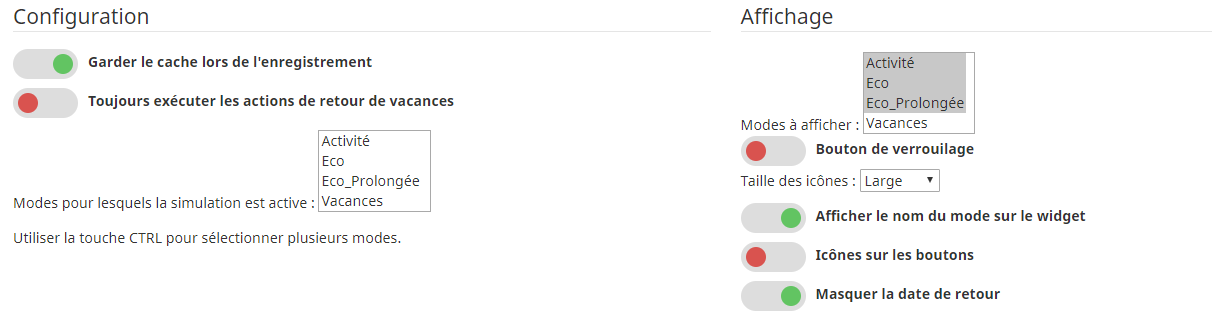 Configuration
Garder le cache lors de l'enregistrement
Toujours exécuter les actions de retour de vacances
Activité
Eco
Eco_Prolongée
Modes pour lesquels la simulation est active : Vacances
Utiliser la touche CTRL pour sélectionner plusieurs modes.
Affichage
Activité
Eco
Eco_Prolongée
Modes à afficher : Vacances
Bouton de verrouilage
Taille des icônes : Large
Afficher le nom du mode sur le widget
Icônes sur les boutons
Masquer la date de retour